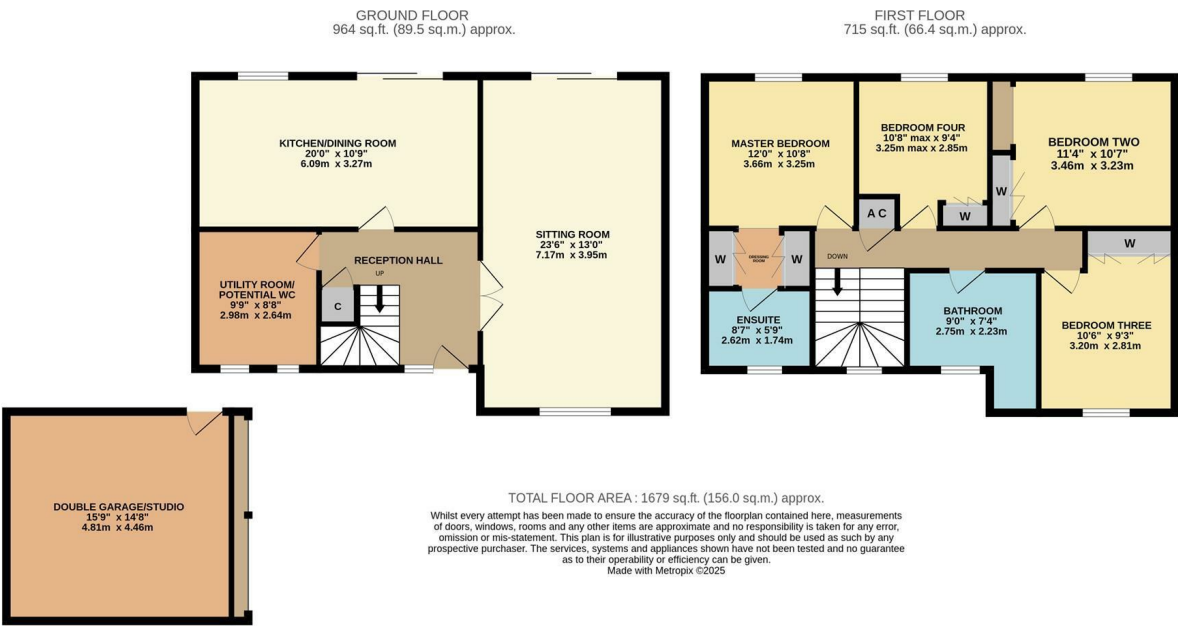 GROUND FLOOR
964 sq.ft. (89.5 sq.m.) approx.
KITCHEN/DINING ROOM
20'0" x 10'9"
6.09m x 3.27m
SITTING ROOM
23'6" x 13'0"
7.17m x 3.95m
RECEPTION HALL
UP
C
UTILITY ROOM/
POTENTIAL WC
9'9" x 8'8"
2.98m x 2.64m
DOUBLE GARAGE/STUDIO
15'9" x 14'8"
4.81m x 4.46m
FIRST FLOOR
715 sq.ft. (66.4 sq.m.) approx.
MASTER BEDROOM
12'0" x 10'8"
3.66m x 3.25m
BEDROOM FOUR
10'8" max x 9'4"
3.25m max x 2.85m
BEDROOM TWO
11'4" x 10'7"
3.46m x 3.23m
W
A C
W
W
DRESSING
ROOM
W
DOWN
W
ENSUITE
8'7" x 5'9"
2.62m x 1.74m
BATHROOM
9'0" x 7'4"
2.75m x 2.23m
BEDROOM THREE
10'6" x 9'3"
3.20m x 2.81m
TOTAL FLOOR AREA : 1679 sq.ft. (156.0 sq.m.) approx.
Whilst every attempt has been made to ensure the accuracy of the floorplan contained here, measurements
of doors, windows, rooms and any other items are approximate and no responsibility is taken for any error,
omission or mis-statement. This plan is for illustrative purposes only and should be used as such by any
prospective purchaser. The services, systems and appliances shown have not been tested and no guarantee
as to their operability or efficiency can be given.
Made with Metropix ©2025